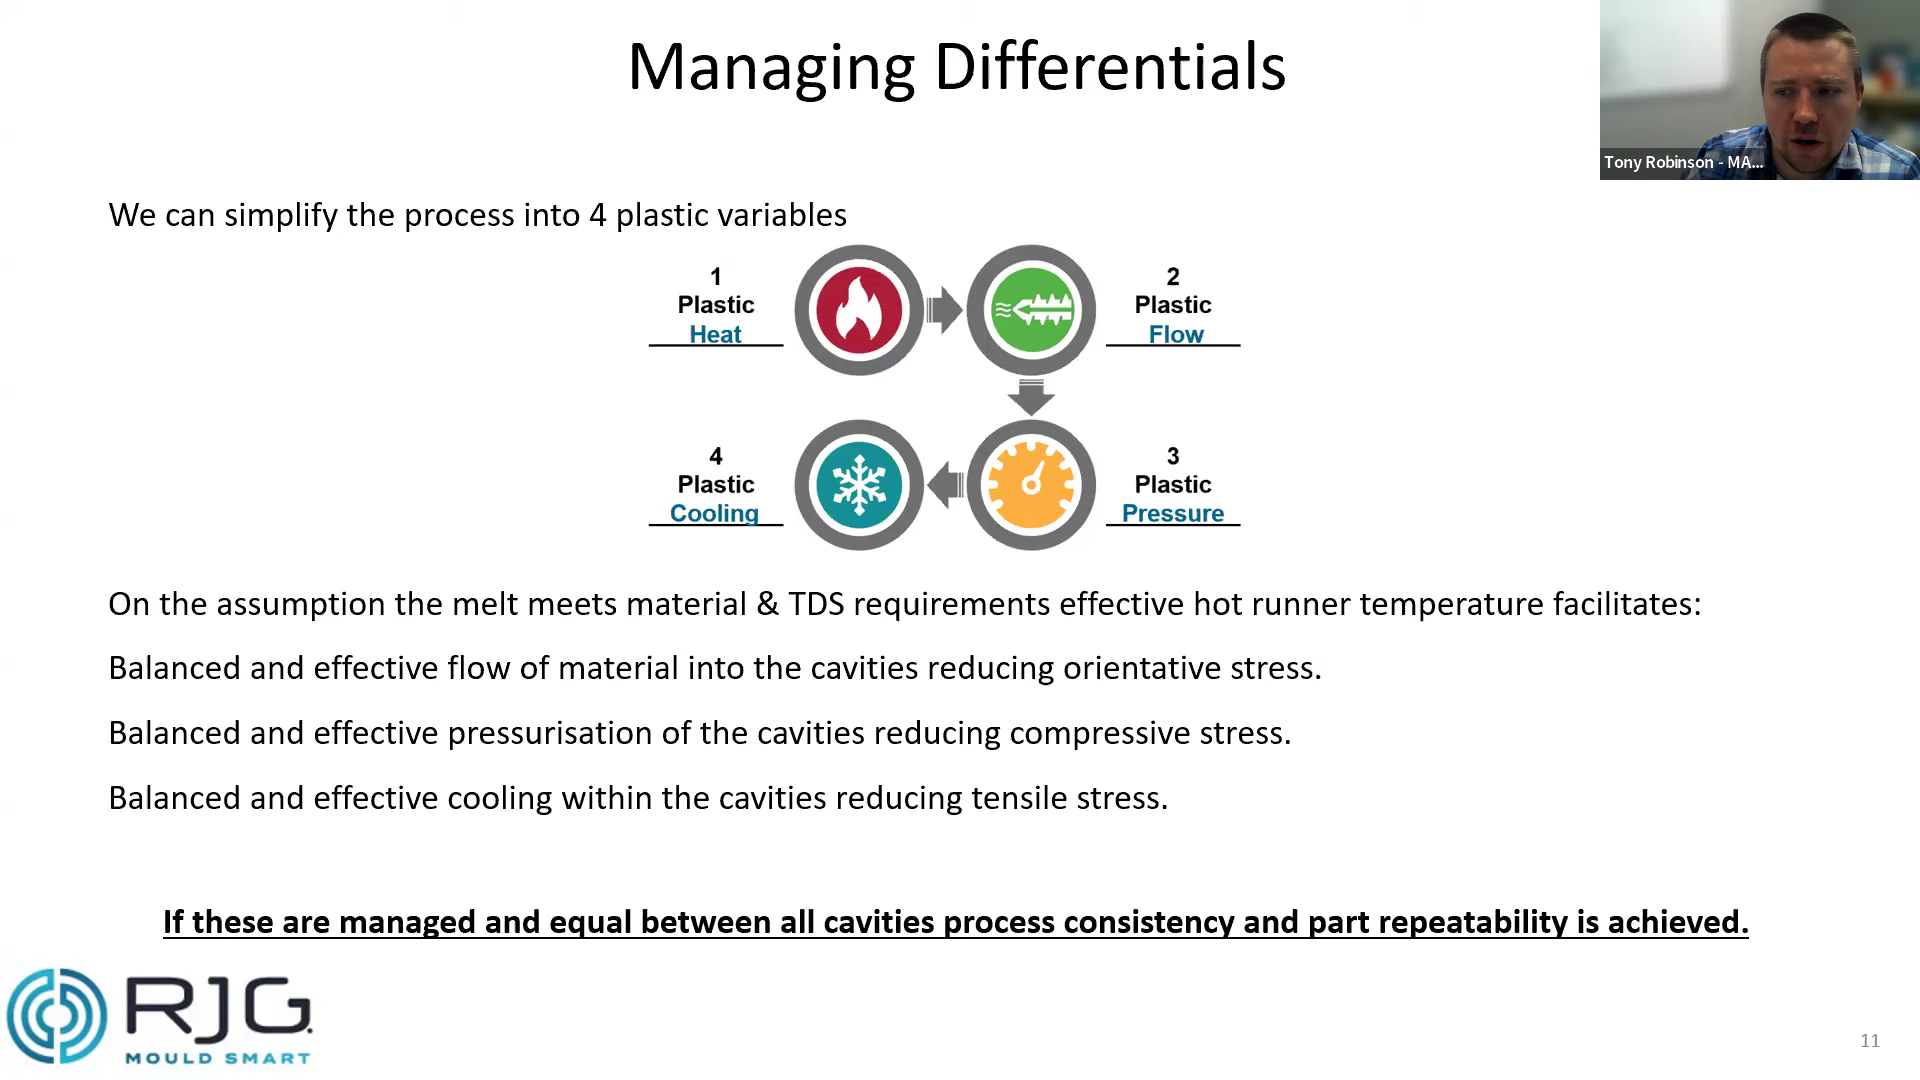 Managing Differentials
Tony Robinson - MA...
We can simplify the process into 4 plastic variables
1
Plastic
Heat
2
Plastic
Flow
4
Plastic
Cooling
3
Plastic
Pressure
On the assumption the melt meets material & TDS requirements effective hot runner temperature facilitates:
Balanced and effective flow of material into the cavities reducing orientative stress.
Balanced and effective pressurisation of the cavities reducing compressive stress.
Balanced and effective cooling within the cavities reducing tensile stress.
If these are managed and equal between all cavities process consistency and part repeatability is achieved.
RJG.
MOULD SMART
11